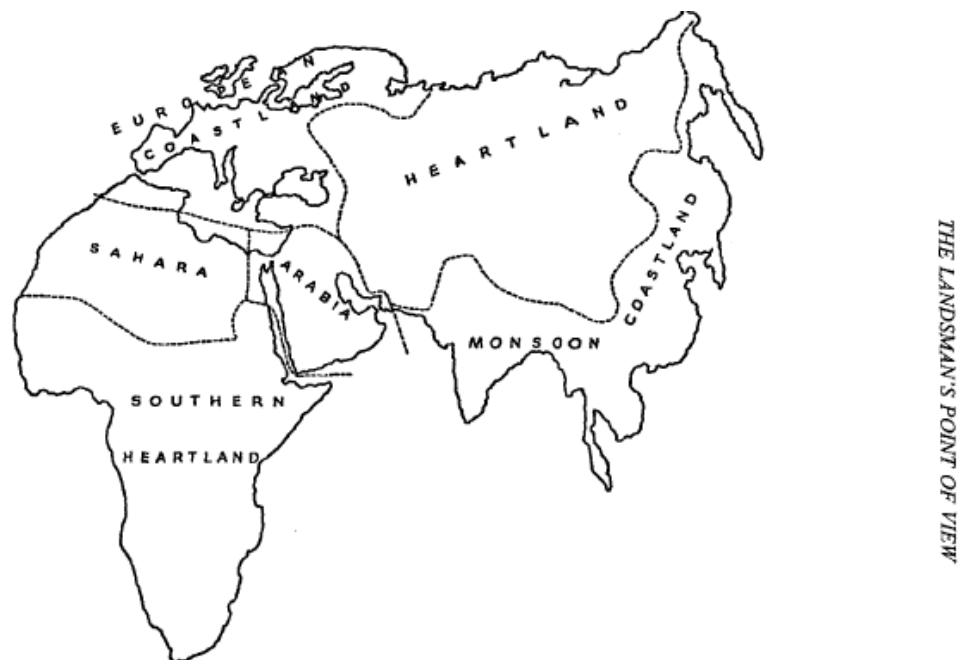 EUROPEAN
COASTLAND
HEARTLAND
SAHARA
ARABIA
MONSOON
COASTLAND
SOUTHERN
HEARTLAND
THE LANDSMAN'S POINT OF VIEW